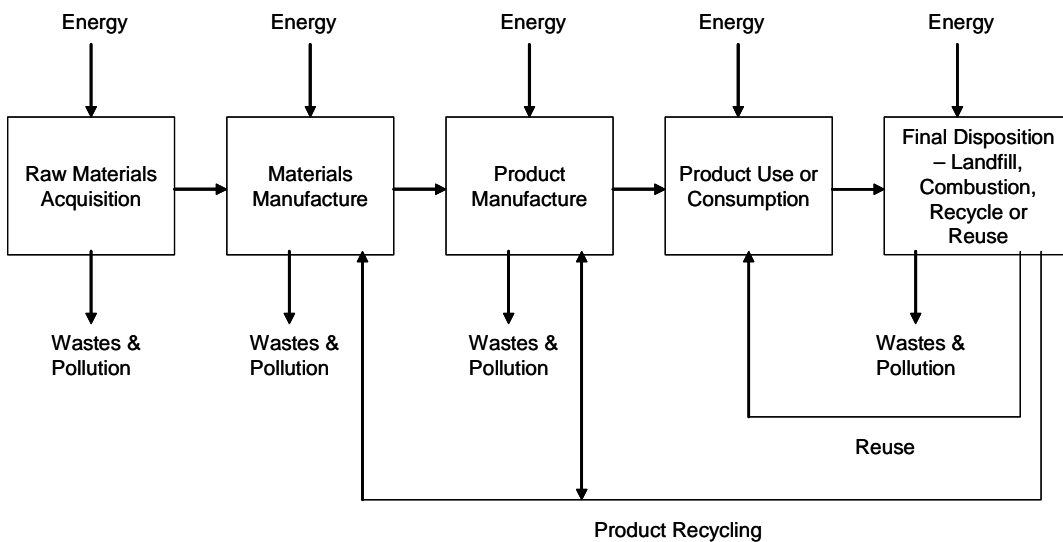 Energy
Energy
Energy
Energy
Energy
Raw Materials
Acquisition
Materials
Manufacture
Product
Manufacture
Product Use or
Consumption
Final Disposition
– Landfill,
Combustion,
Recycle or
Reuse
Wastes &
Pollution
Wastes &
Pollution
Wastes &
Pollution
Wastes &
Pollution
Reuse
Product Recycling